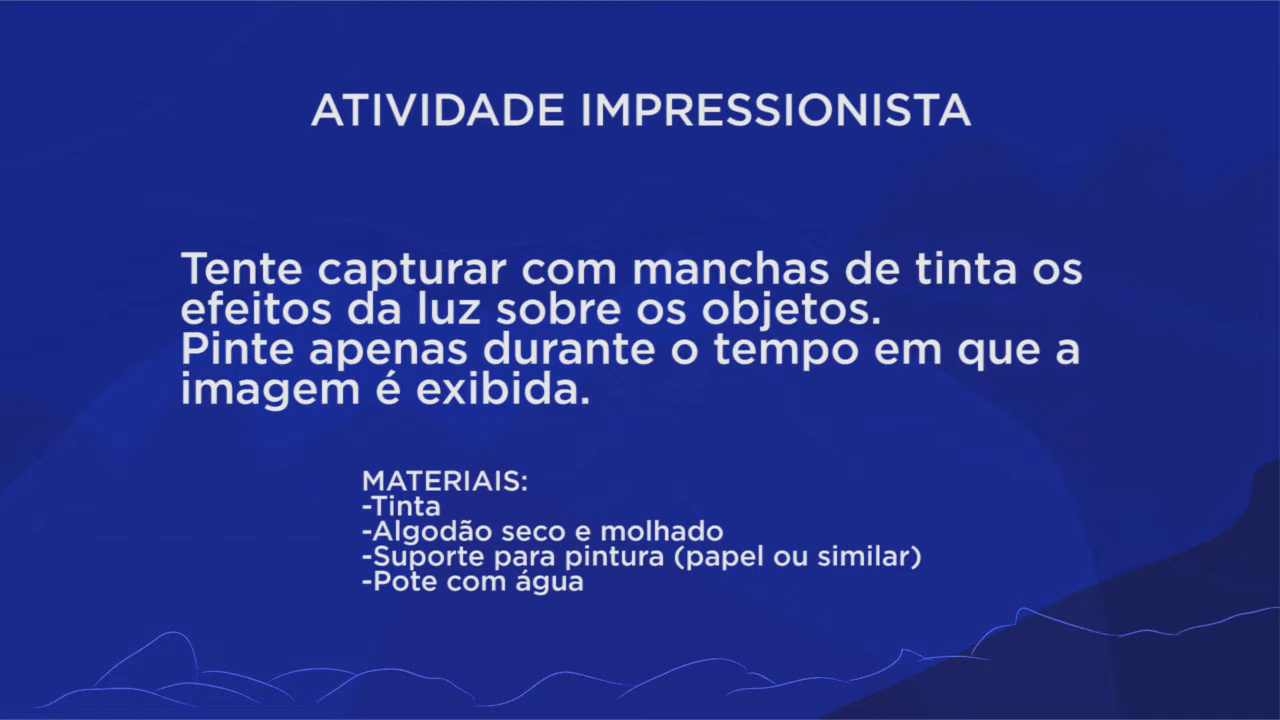 ATIVIDADE IMPRESSIONISTA
Tente capturar com manchas de tinta os
efeitos da luz sobre os objetos.
Pinte apenas durante o tempo em que a
imagem é exibida.
MATERIAIS:
-Tinta
-Algodão seco e molhado
-Suporte para pintura (papel ou similar)
-Pote com água